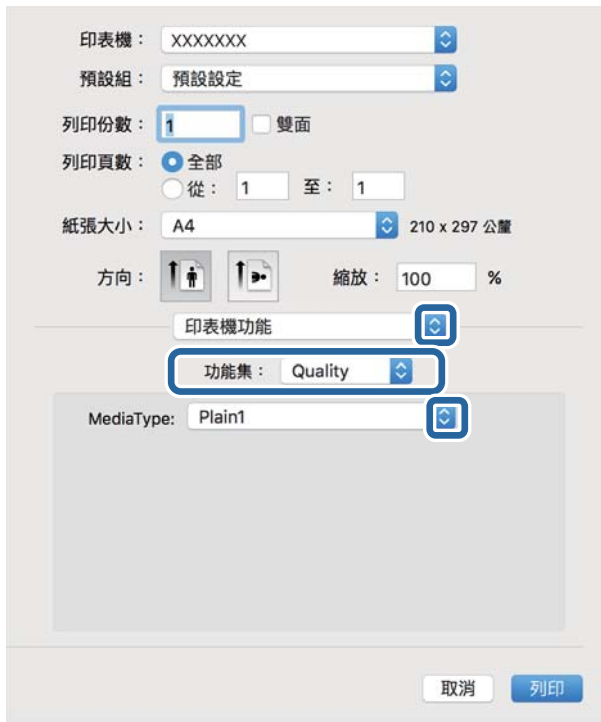 印表機： XXXXXXX
預設組： 預設設定
列印份數： 1 雙面
列印頁數： 全部
從： 1 至： 1
紙張大小： A4 210 x 297 公釐
方向： 縮放： 100 %
印表機功能
功能集： Quality
MediaType: Plain1
取消 列印